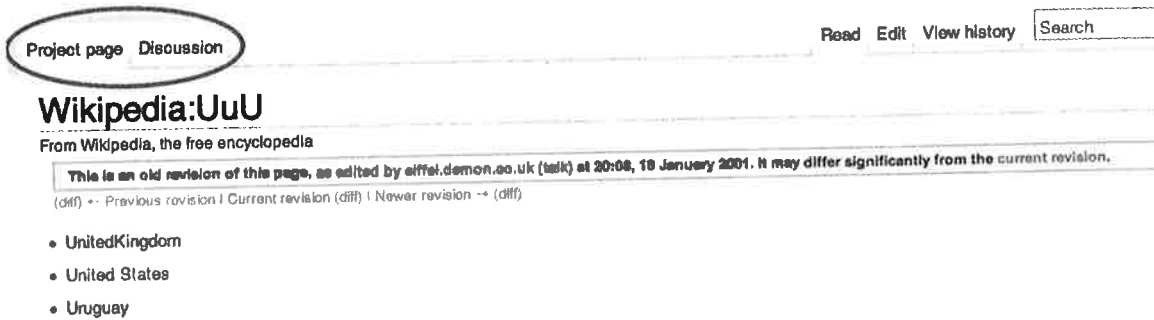 Project page Discussion Read Edit View history Search
Wikipedia:UuU
From Wikipedia, the free encyclopedia
This is an old revision of this page, as edited by eiffel.demon.co.uk (talk) at 20:08, 16 January 2001. It may differ significantly from the current revision.
(diff) ← Previous revision | Current revision (diff) | Newer revision → (diff)
• UnitedKingdom
• United States
• Uruguay